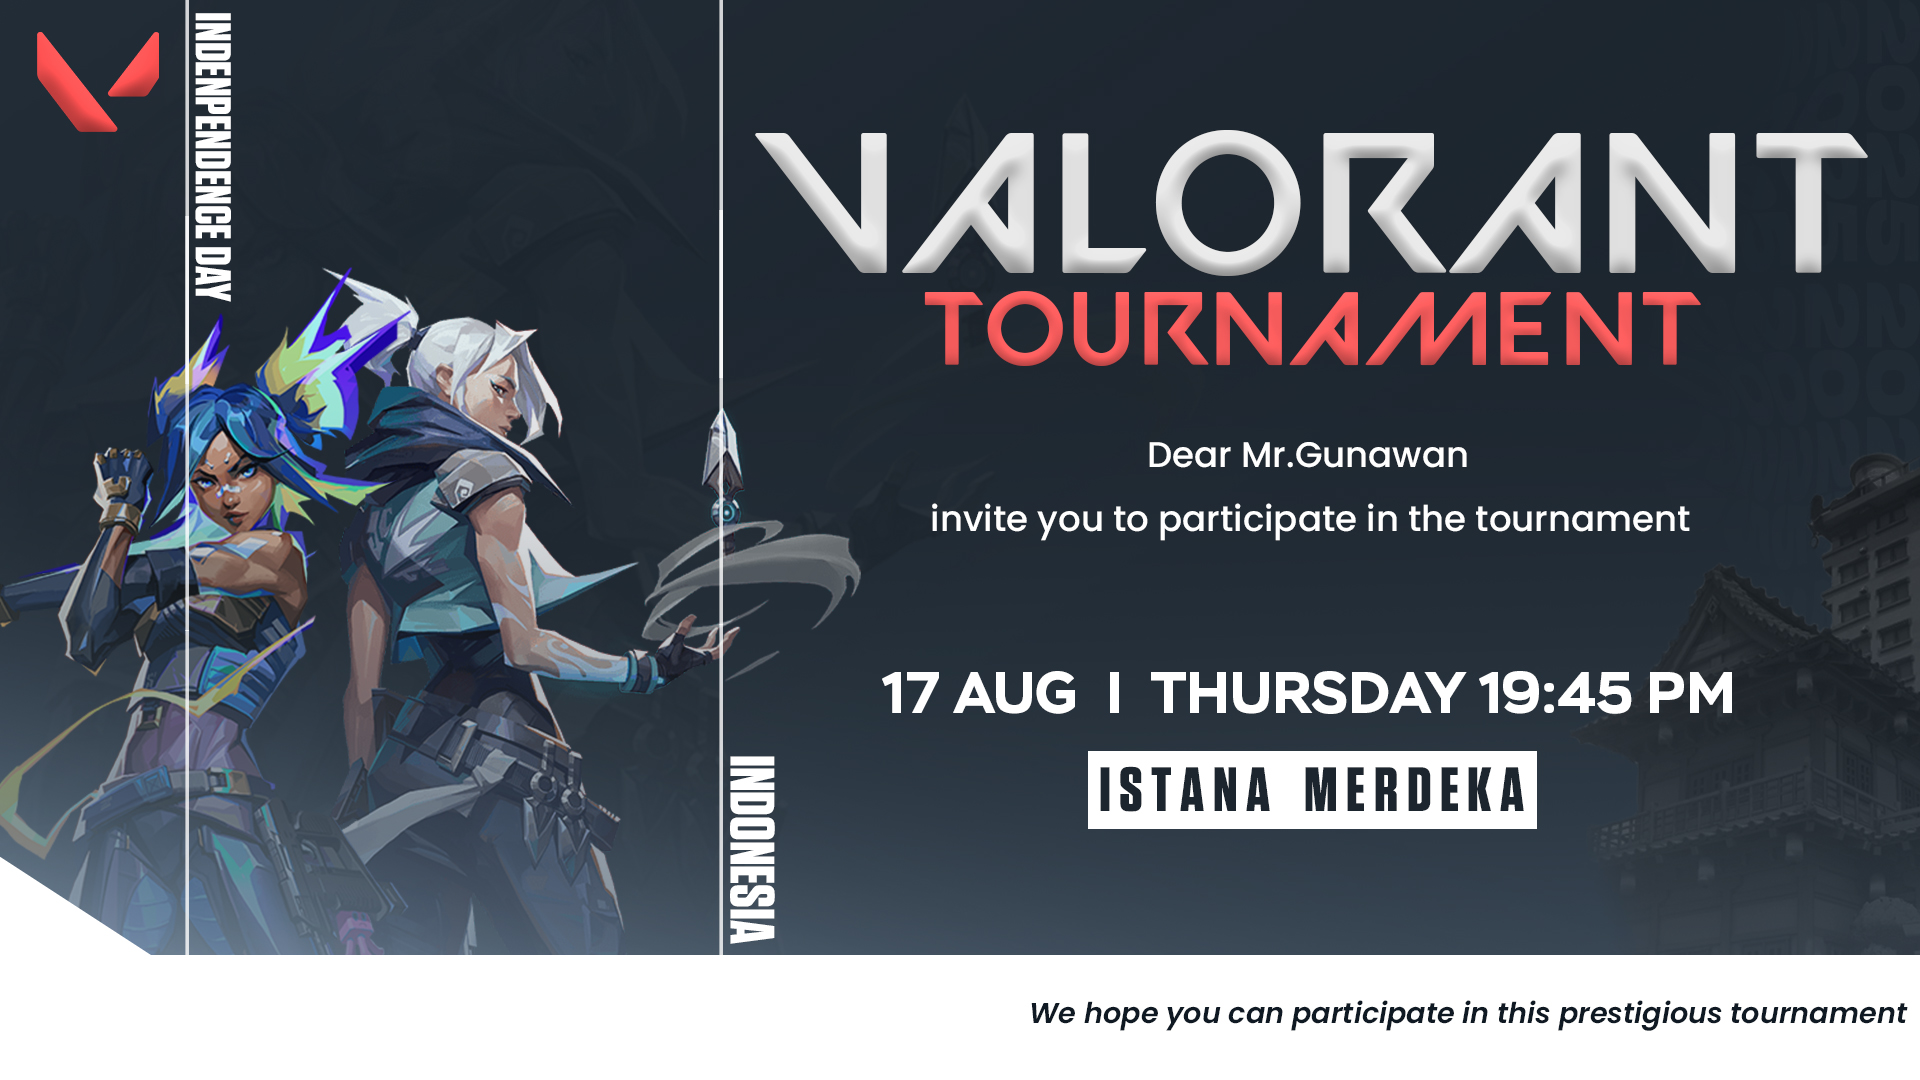 INDENPENDENCE DAY
VALORANT
TOURNAMENT
Dear Mr.Gunawan
invite you to participate in the tournament
17 AUG | THURSDAY 19:45 PM
ISTANA MERDEKA
INDONESIA
We hope you can participate in this prestigious tournament